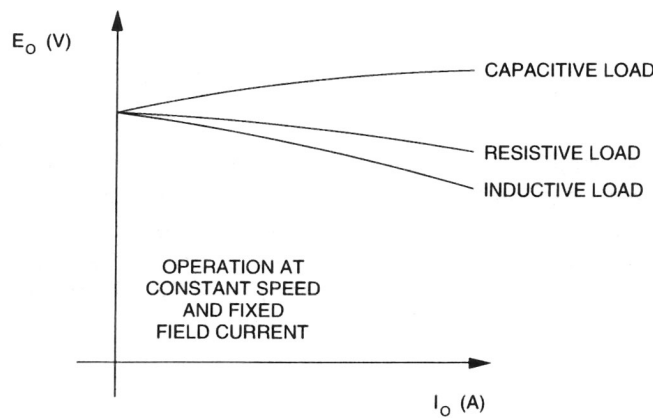 E_O (V)
CAPACITIVE LOAD
RESISTIVE LOAD
INDUCTIVE LOAD
OPERATION AT
CONSTANT SPEED
AND FIXED
FIELD CURRENT
I_O (A)